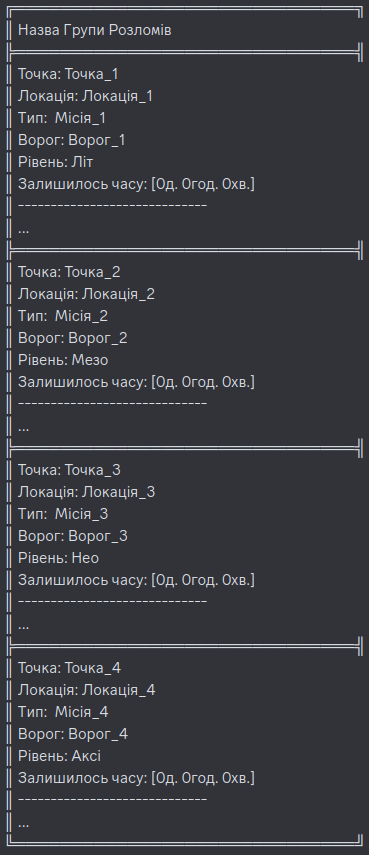 Назва Групи Розломів
Точка: Точка_1
Локація: Локація_1
Тип:  Місія_1
Ворог: Ворог_1
Рівень: Літ
Залишилось часу: [0д. 0год. 0хв.]
-----------------------------
...
Точка: Точка_2
Локація: Локація_2
Тип:  Місія_2
Ворог: Ворог_2
Рівень: Мезо
Залишилось часу: [0д. 0год. 0хв.]
-----------------------------
...
Точка: Точка_3
Локація: Локація_3
Тип:  Місія_3
Ворог: Ворог_3
Рівень: Нео
Залишилось часу: [0д. 0год. 0хв.]
-----------------------------
...
Точка: Точка_4
Локація: Локація_4
Тип:  Місія_4
Ворог: Ворог_4
Рівень: Аксі
Залишилось часу: [0д. 0год. 0хв.]
-----------------------------
...